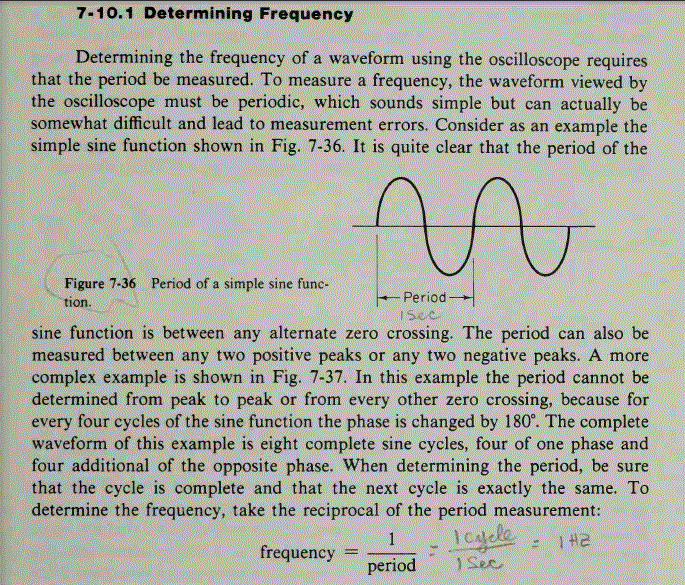 7-10.1 Determining Frequency
Determining the frequency of a waveform using the oscilloscope requires
that the period be measured. To measure a frequency, the waveform viewed by
the oscilloscope must be periodic, which sounds simple but can actually be
somewhat difficult and lead to measurement errors. Consider as an example the
simple sine function shown in Fig. 7-36. It is quite clear that the period of the
Period
1 sec
Figure 7-36 Period of a simple sine func-
tion.
sine function is between any alternate zero crossing. The period can also be
measured between any two positive peaks or any two negative peaks. A more
complex example is shown in Fig. 7-37. In this example the period cannot be
determined from peak to peak or from every other zero crossing, because for
every four cycles of the sine function the phase is changed by 180°. The complete
waveform of this example is eight complete sine cycles, four of one phase and
four additional of the opposite phase. When determining the period, be sure
that the cycle is complete and that the next cycle is exactly the same. To
determine the frequency, take the reciprocal of the period measurement:
frequency = 1 / period = 1 cycle / 1 Sec = 1 HZ